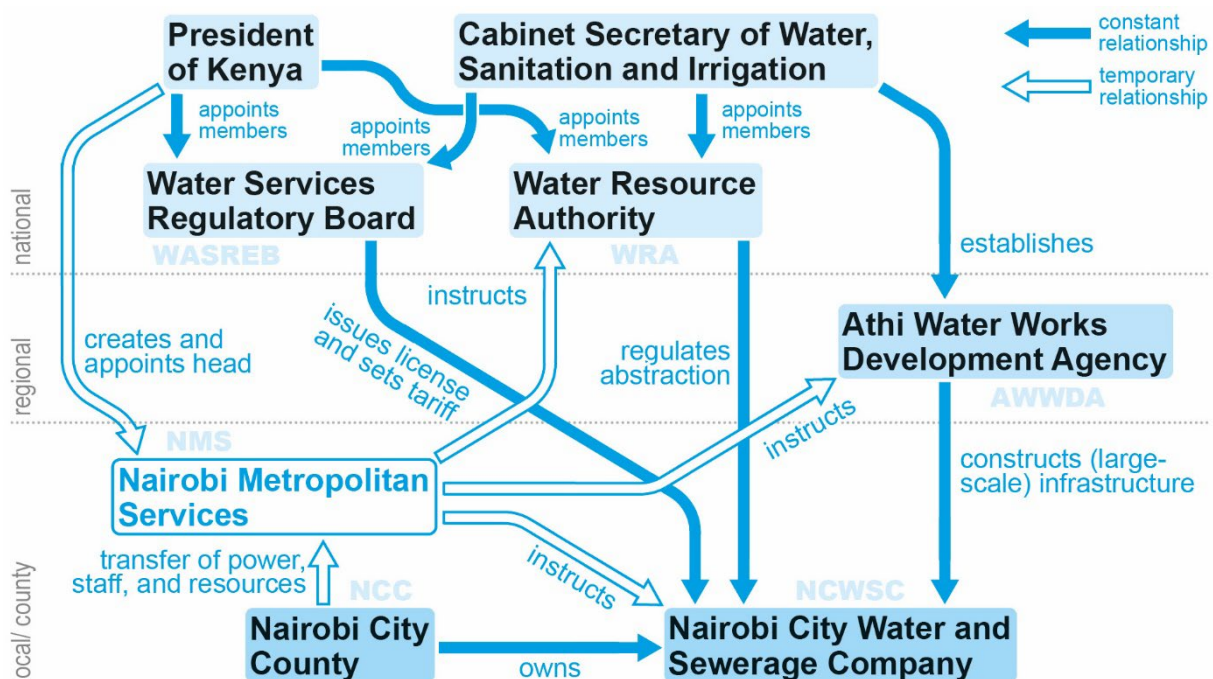 President
of Kenya
Cabinet Secretary of Water,
Sanitation and Irrigation
constant
relationship
temporary
relationship
appoints
members
appoints
members
appoints
members
appoints
members
Water Services
Regulatory Board
WASREB
Water Resource
Authority
WRA
national
establishes
instructs
creates and
appoints head
issues license
and sets tariff
regulates
abstraction
Athi Water Works
Development Agency
AWWDA
regional
instructs
NMS
Nairobi Metropolitan
Services
constructs (large-
scale) infrastructure
transfer of power,
staff, and resources
instructs
NCC
Nairobi City
County
owns
NCWSC
Nairobi City Water and
Sewerage Company
ocal/ county